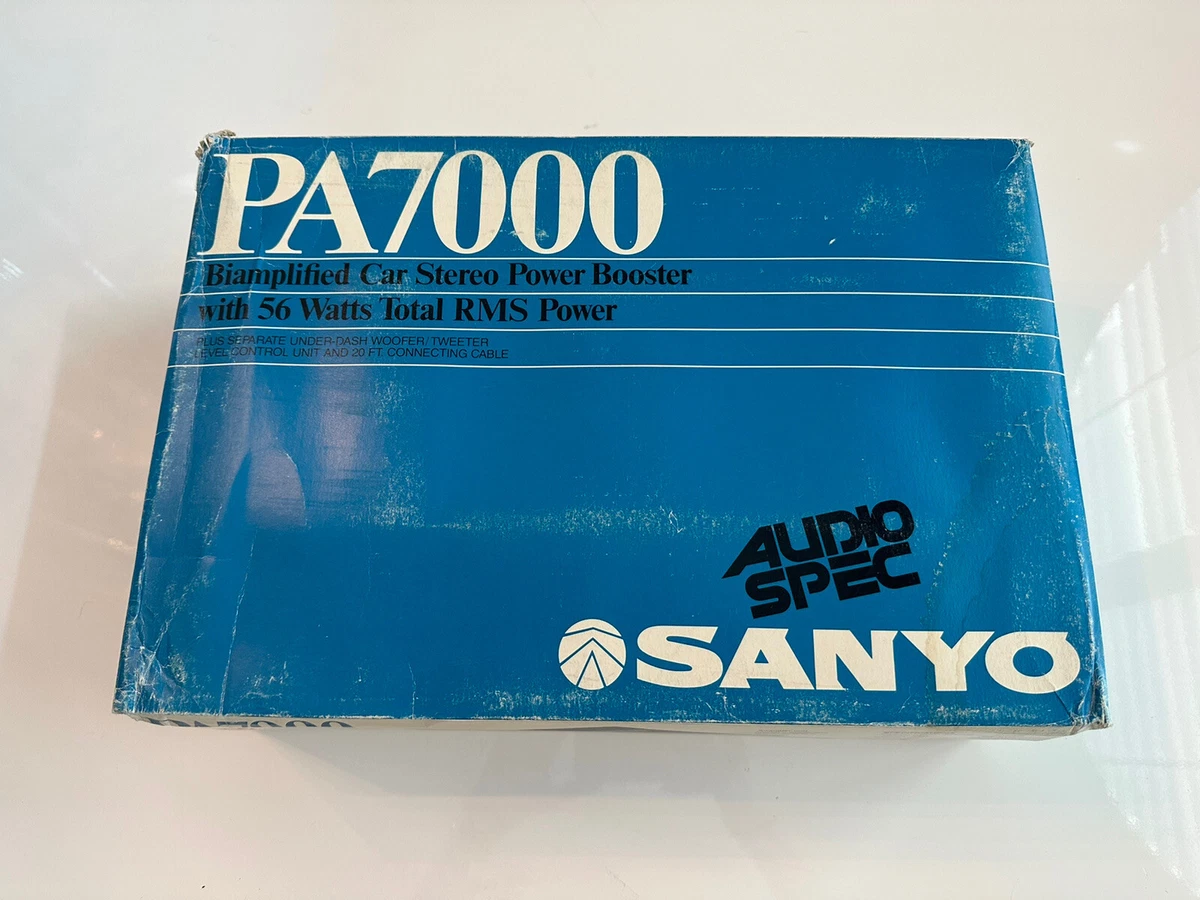 PA7000
Biamplified Car Stereo Power Booster
with 56 Watts Total RMS Power
PLUS SEPARATE UNDER-DASH WOOFER/TWEETER
LEVEL CONTROL UNIT AND 20 FT. CONNECTING CABLE
AUDIO
SPEC
SANYO
PA7000